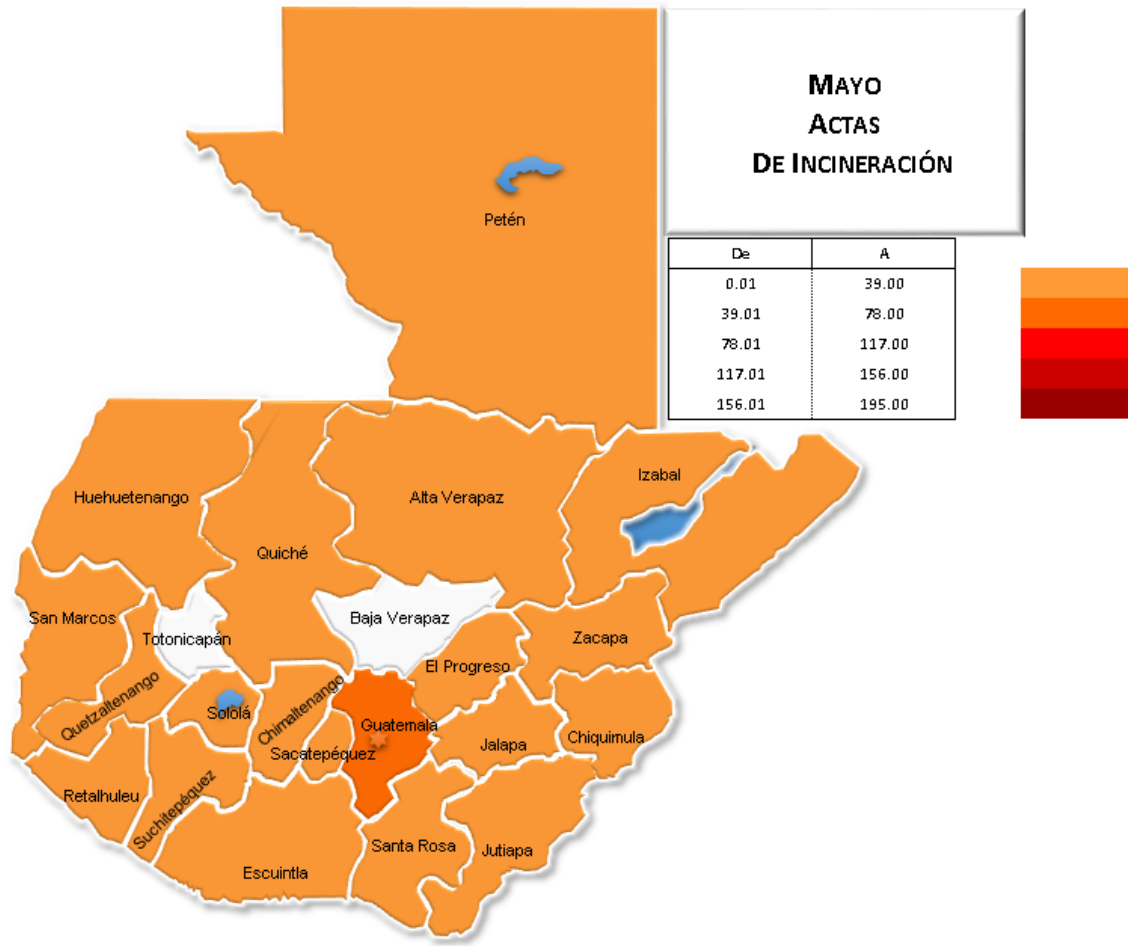 MAYO
ACTAS
DE INCINERACIÓN
Petén
De A
0.01 39.00
39.01 78.00
78.01 117.00
117.01 156.00
156.01 195.00
Izabal
Huehuetenango
Alta Verapaz
Quiché
San Marcos
Baja Verapaz
Totonicapán
Zacapa
El Progreso
Quetzaltenango
Sololá
Chimaltenango
Guatemala
Chiquimula
Jalapa
Sacatepéquez
Retalhuleu
Suchitepéquez
Santa Rosa
Jutiapa
Escuintla